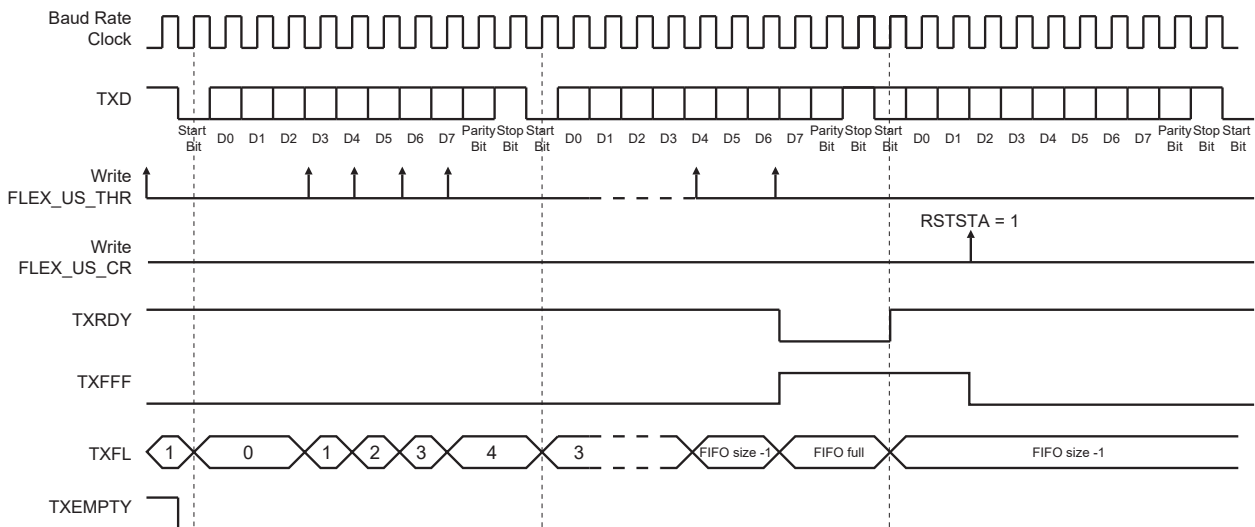 Baud Rate
Clock
TXD
Start
Bit D0 D1 D2 D3 D4 D5 D6 D7 Parity
Bit Stop
Bit Start
Bit D0 D1 D2 D3 D4 D5 D6 D7 Parity
Bit Stop
Bit Start
Bit D0 D1 D2 D3 D4 D5 D6 D7 Parity
Bit Stop
Bit Start
Bit
Write
FLEX_US_THR
RSTSTA = 1
Write
FLEX_US_CR
TXRDY
TXFFF
TXFL 1 0 1 2 3 4 3 FIFO size -1 FIFO full FIFO size -1
TXEMPTY